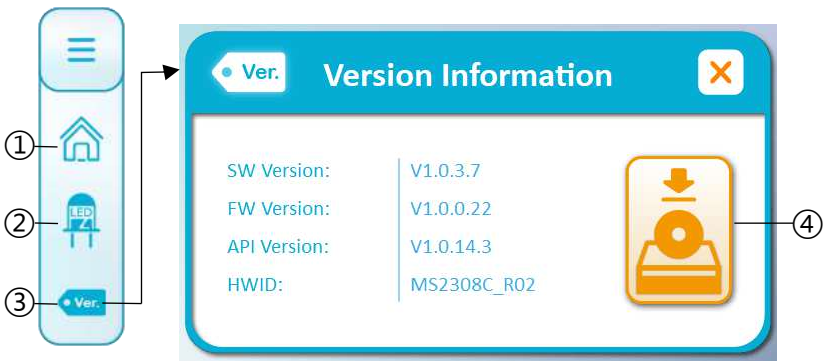 ①
LED
②
③
Ver.
Ver.
Version Information
SW Version: V1.0.3.7
FW Version: V1.0.0.22
API Version: V1.0.14.3
HWID: MS2308C_R02
④